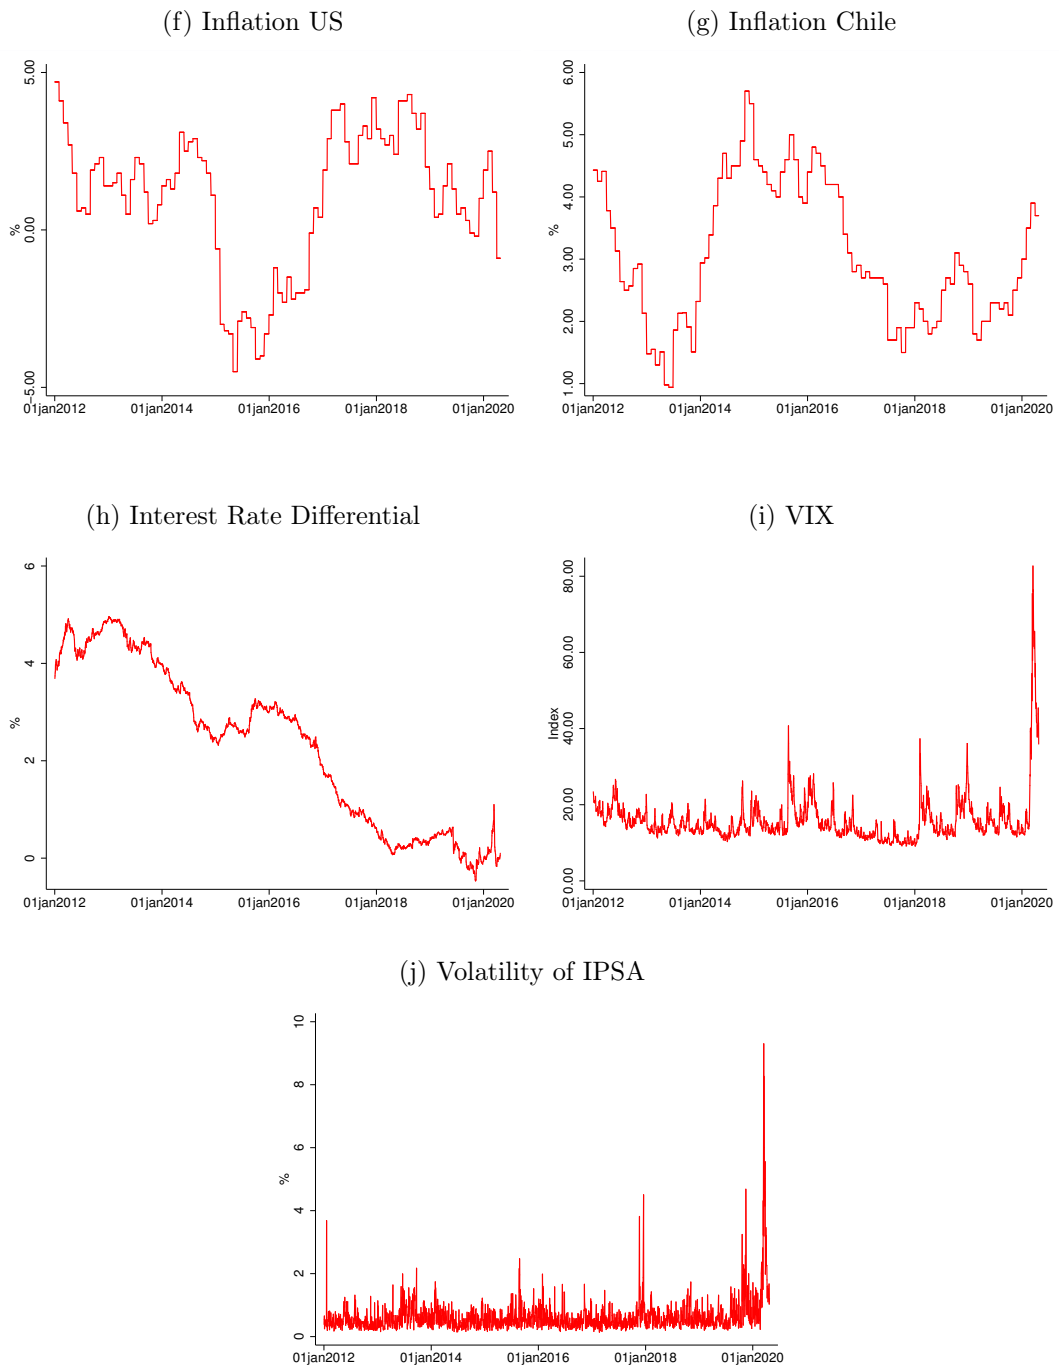 (f) Inflation US
5.00
0.00
−5.00
%
01jan2012 01jan2014 01jan2016 01jan2018 01jan2020
(g) Inflation Chile
6.00
5.00
4.00
3.00
2.00
1.00
%
01jan2012 01jan2014 01jan2016 01jan2018 01jan2020
(h) Interest Rate Differential
6
4
2
0
%
01jan2012 01jan2014 01jan2016 01jan2018 01jan2020
(i) VIX
80.00
60.00
40.00
20.00
0.00
Index
01jan2012 01jan2014 01jan2016 01jan2018 01jan2020
(j) Volatility of IPSA
10
8
6
4
2
0
%
01jan2012 01jan2014 01jan2016 01jan2018 01jan2020